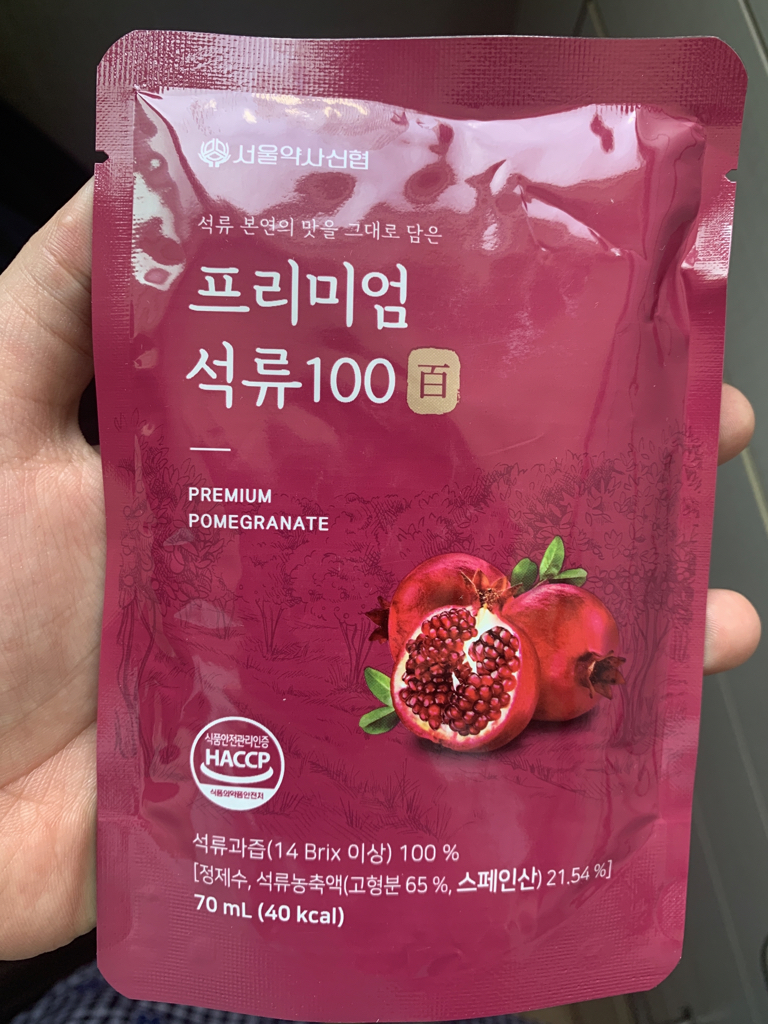 서울약사신협
석류 본연의 맛을 그대로 담은
프리미엄
석류100 百
PREMIUM
POMEGRANATE
식품안전관리인증
HACCP
식품의약품안전처
석류과즙(14 Brix 이상) 100 %
[정제수, 석류농축액(고형분 65 %, 스페인산) 21.54 %]
70 mL (40 kcal)